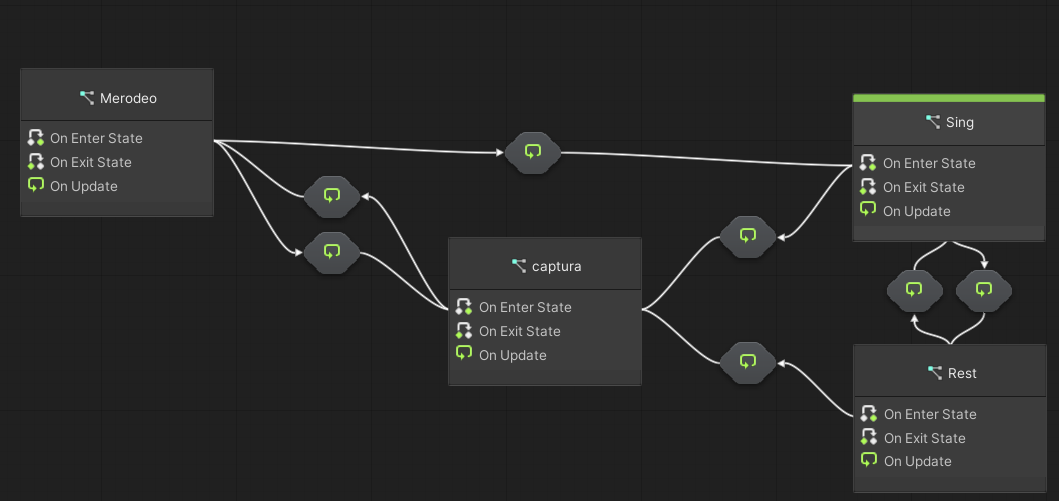 Merodeo
On Enter State
On Exit State
On Update
Sing
On Enter State
On Exit State
On Update
captura
On Enter State
On Exit State
On Update
Rest
On Enter State
On Exit State
On Update